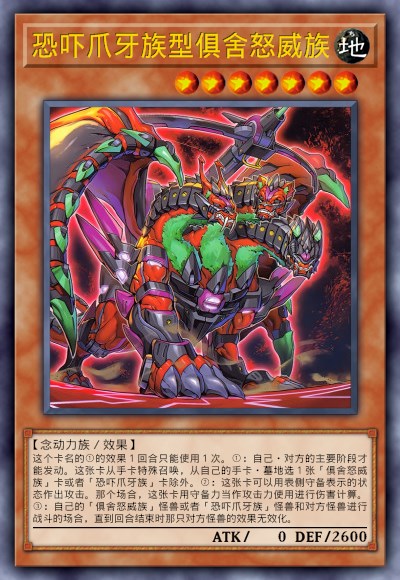 恐吓爪牙族型俱舍怒威族
地
【念动力族/效果】
这个卡名的①的效果1回合只能使用1次。①：自己·对方的主要阶段才
能发动。这张卡从手卡特殊召唤，从自己的手卡·墓地选1张「俱舍怒威
族」卡或者「恐吓爪牙族」卡除外。②：这张卡可以用表侧守备表示的状
态作出攻击。那个场合，这张卡用守备力当作攻击力使用进行伤害计算。
③：自己的「俱舍怒威族」怪兽或者「恐吓爪牙族」怪兽和对方怪兽进行
战斗的场合，直到回合结束时那只对方怪兽的效果无效化。
ATK/ 0 DEF/2600